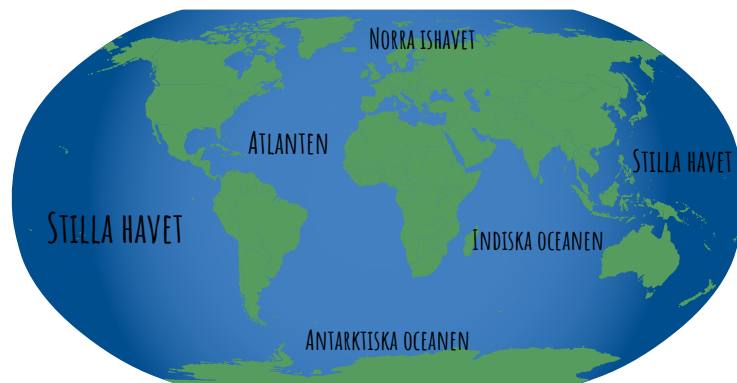 Norra ishavet
Atlanten
Stilla havet
Stilla havet
Indiska oceanen
Antarktiska oceanen